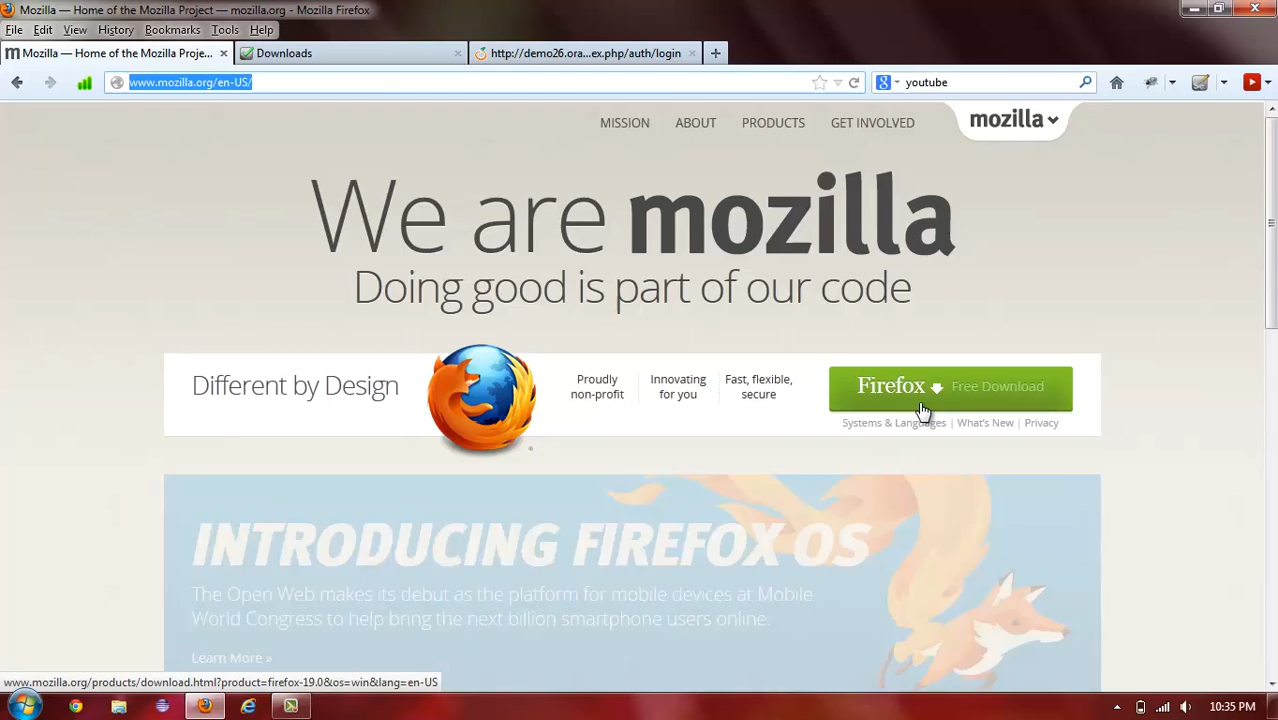 Mozilla — Home of the Mozilla Project — mozilla.org - Mozilla Firefox
File Edit View History Bookmarks Tools Help
m Mozilla — Home of the Mozilla Proje... Downloads http://demo26.ora...ex.php/auth/login
www.mozilla.org/en-US/ 8 youtube
MISSION ABOUT PRODUCTS GET INVOLVED mozilla
We are mozilla
Doing good is part of our code
Different by Design
Proudly non-profit
Innovating for you
Fast, flexible, secure
Firefox Free Download
Systems & Languages | What's New | Privacy
INTRODUCING FIREFOX OS
The Open Web makes its debut as the platform for mobile devices at Mobile
World Congress to help bring the next billion smartphone users online.
Learn More »
www.mozilla.org/products/download.html?product=firefox-19.0&os=win&lang=en-US
10:35 PM